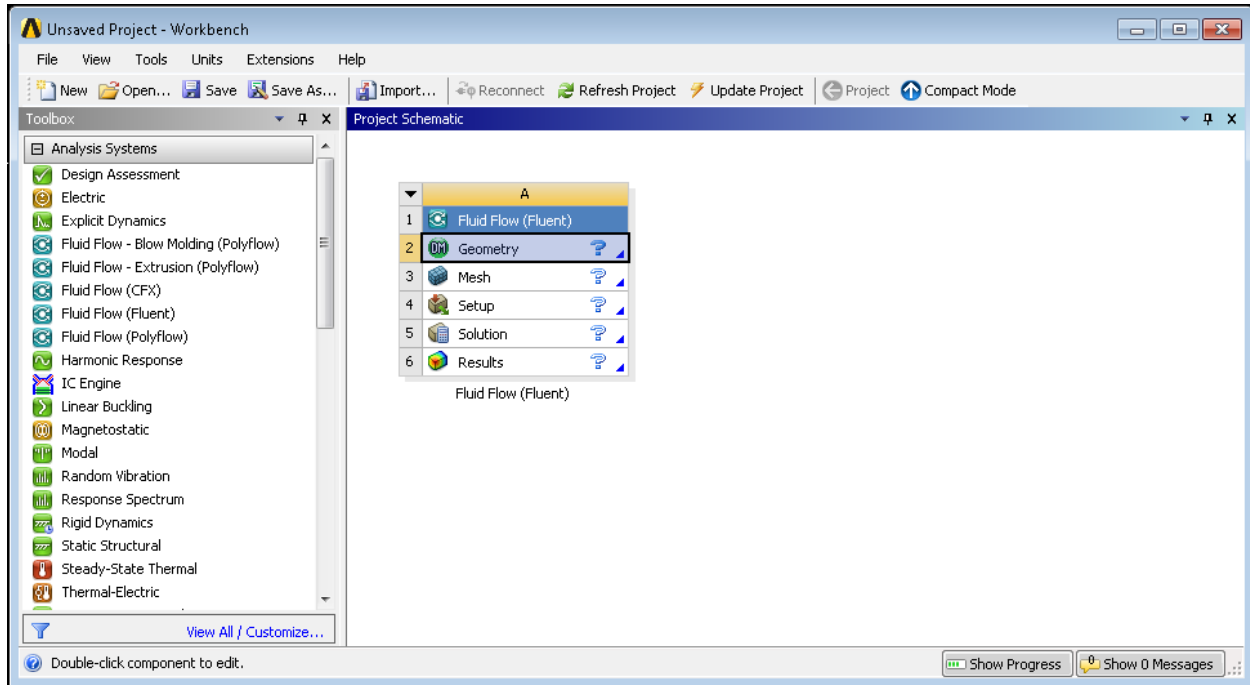 Unsaved Project - Workbench
File View Tools Units Extensions Help
New Open... Save Save As... Import... Reconnect Refresh Project Update Project Project Compact Mode
Toolbox
Project Schematic
Analysis Systems
Design Assessment
Electric
Explicit Dynamics
Fluid Flow - Blow Molding (Polyflow)
Fluid Flow - Extrusion (Polyflow)
Fluid Flow (CFX)
Fluid Flow (Fluent)
Fluid Flow (Polyflow)
Harmonic Response
IC Engine
Linear Buckling
Magnetostatic
Modal
Random Vibration
Response Spectrum
Rigid Dynamics
Static Structural
Steady-State Thermal
Thermal-Electric
View All / Customize...
A
1 Fluid Flow (Fluent)
2 DM Geometry ?
3 Mesh ?
4 Setup ?
5 Solution ?
6 Results ?
Fluid Flow (Fluent)
Double-click component to edit.
Show Progress
0 Show 0 Messages